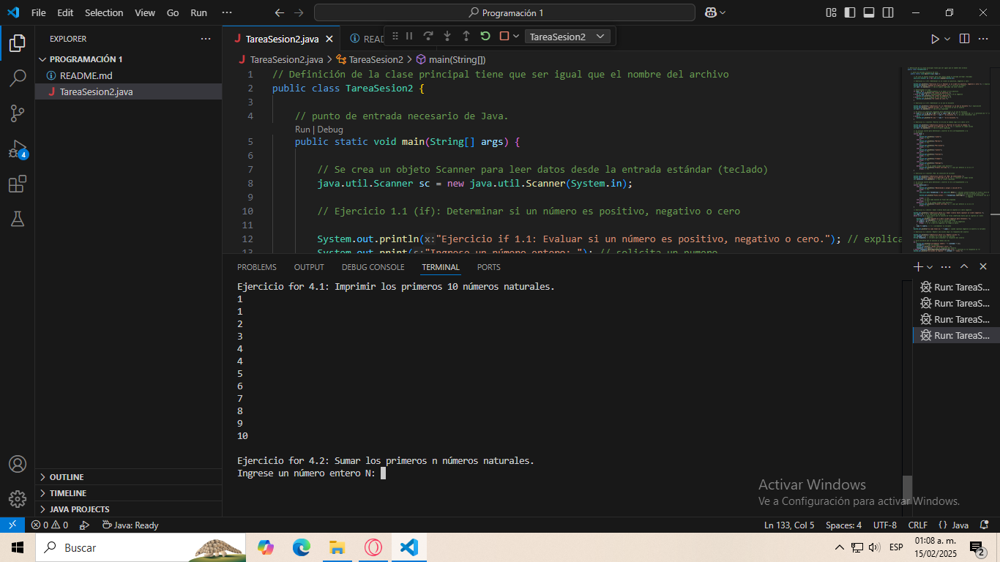 File Edit Selection View Go Run ··· Programación 1
EXPLORER ···
PROGRAMACIÓN 1
README.md
TareaSesion2.java
OUTLINE
TIMELINE
JAVA PROJECTS
TareaSesion2.java READ TareaSesion2
TareaSesion2.java > TareaSesion2 > main(String[])
1 // Definición de la clase principal tiene que ser igual que el nombre del archivo
2 public class TareaSesion2 {
3
4 // punto de entrada necesario de Java.
Run | Debug
5 public static void main(String[] args) {
6
7 // Se crea un objeto Scanner para leer datos desde la entrada estándar (teclado)
8 java.util.Scanner sc = new java.util.Scanner(System.in);
9
10 // Ejercicio 1.1 (if): Determinar si un número es positivo, negativo o cero
11
12 System.out.println(x:"Ejercicio if 1.1: Evaluar si un número es positivo, negativo o cero."); // explica
13 System.out.print(s:"Ingrese un número entero: "); // solicita un numero
PROBLEMS OUTPUT DEBUG CONSOLE TERMINAL PORTS
Ejercicio for 4.1: Imprimir los primeros 10 números naturales.
1
1
2
3
4
4
5
6
7
8
9
10
Ejercicio for 4.2: Sumar los primeros n números naturales.
Ingrese un número entero N:
Run: TareaS...
Run: TareaS...
Run: TareaS...
Run: TareaS...
Activar Windows
Ve a Configuración para activar Windows.
4
0 0 Java: Ready Ln 133, Col 5 Spaces: 4 UTF-8 CRLF {} Java
Buscar ESP 01:08 a. m.
15/02/2025 2